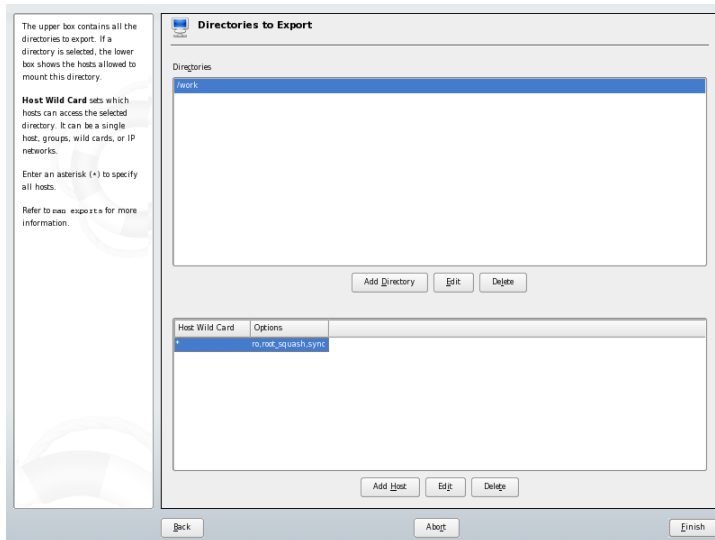 The upper box contains all the
directories to export. If a
directory is selected, the lower
box shows the hosts allowed to
mount this directory.
Host Wild Card sets which
hosts can access the selected
directory. It can be a single
host, groups, wild cards, or IP
networks.
Enter an asterisk (*) to specify
all hosts.
Refer to man exports for more
information.
Directories to Export
Directories
/work
Add Directory Edit Delete
Host Wild Card Options
* ro,root_squash,sync
Add Host Edit Delete
Back Abort Finish